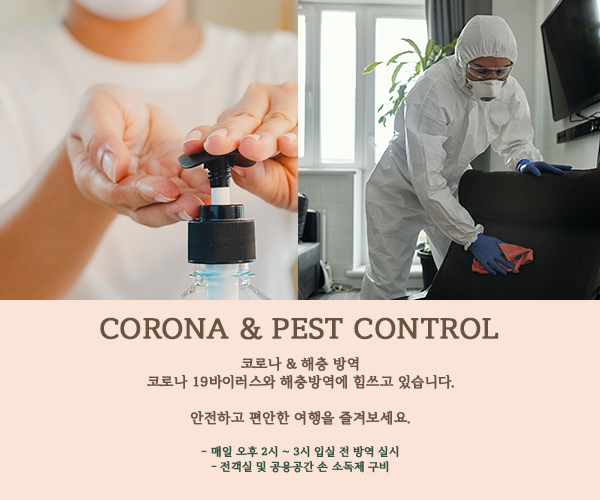 CORONA & PEST CONTROL
코로나 & 해충 방역
코로나 19바이러스와 해충방역에 힘쓰고 있습니다.
안전하고 편안한 여행을 즐겨보세요.
- 매일 오후 2시 ~ 3시 입실 전 방역 실시
- 전객실 및 공용공간 손 소독제 구비